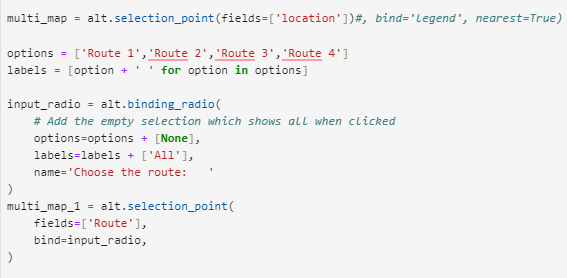 multi_map = alt.selection_point(fields=['location'])#, bind='legend', nearest=True)
options = ['Route 1','Route 2','Route 3','Route 4']
labels = [option + ' ' for option in options]
input_radio = alt.binding_radio(
# Add the empty selection which shows all when clicked
options=options + [None],
labels=labels + ['All'],
name='Choose the route:   '
)
multi_map_1 = alt.selection_point(
fields=['Route'],
bind=input_radio,
)